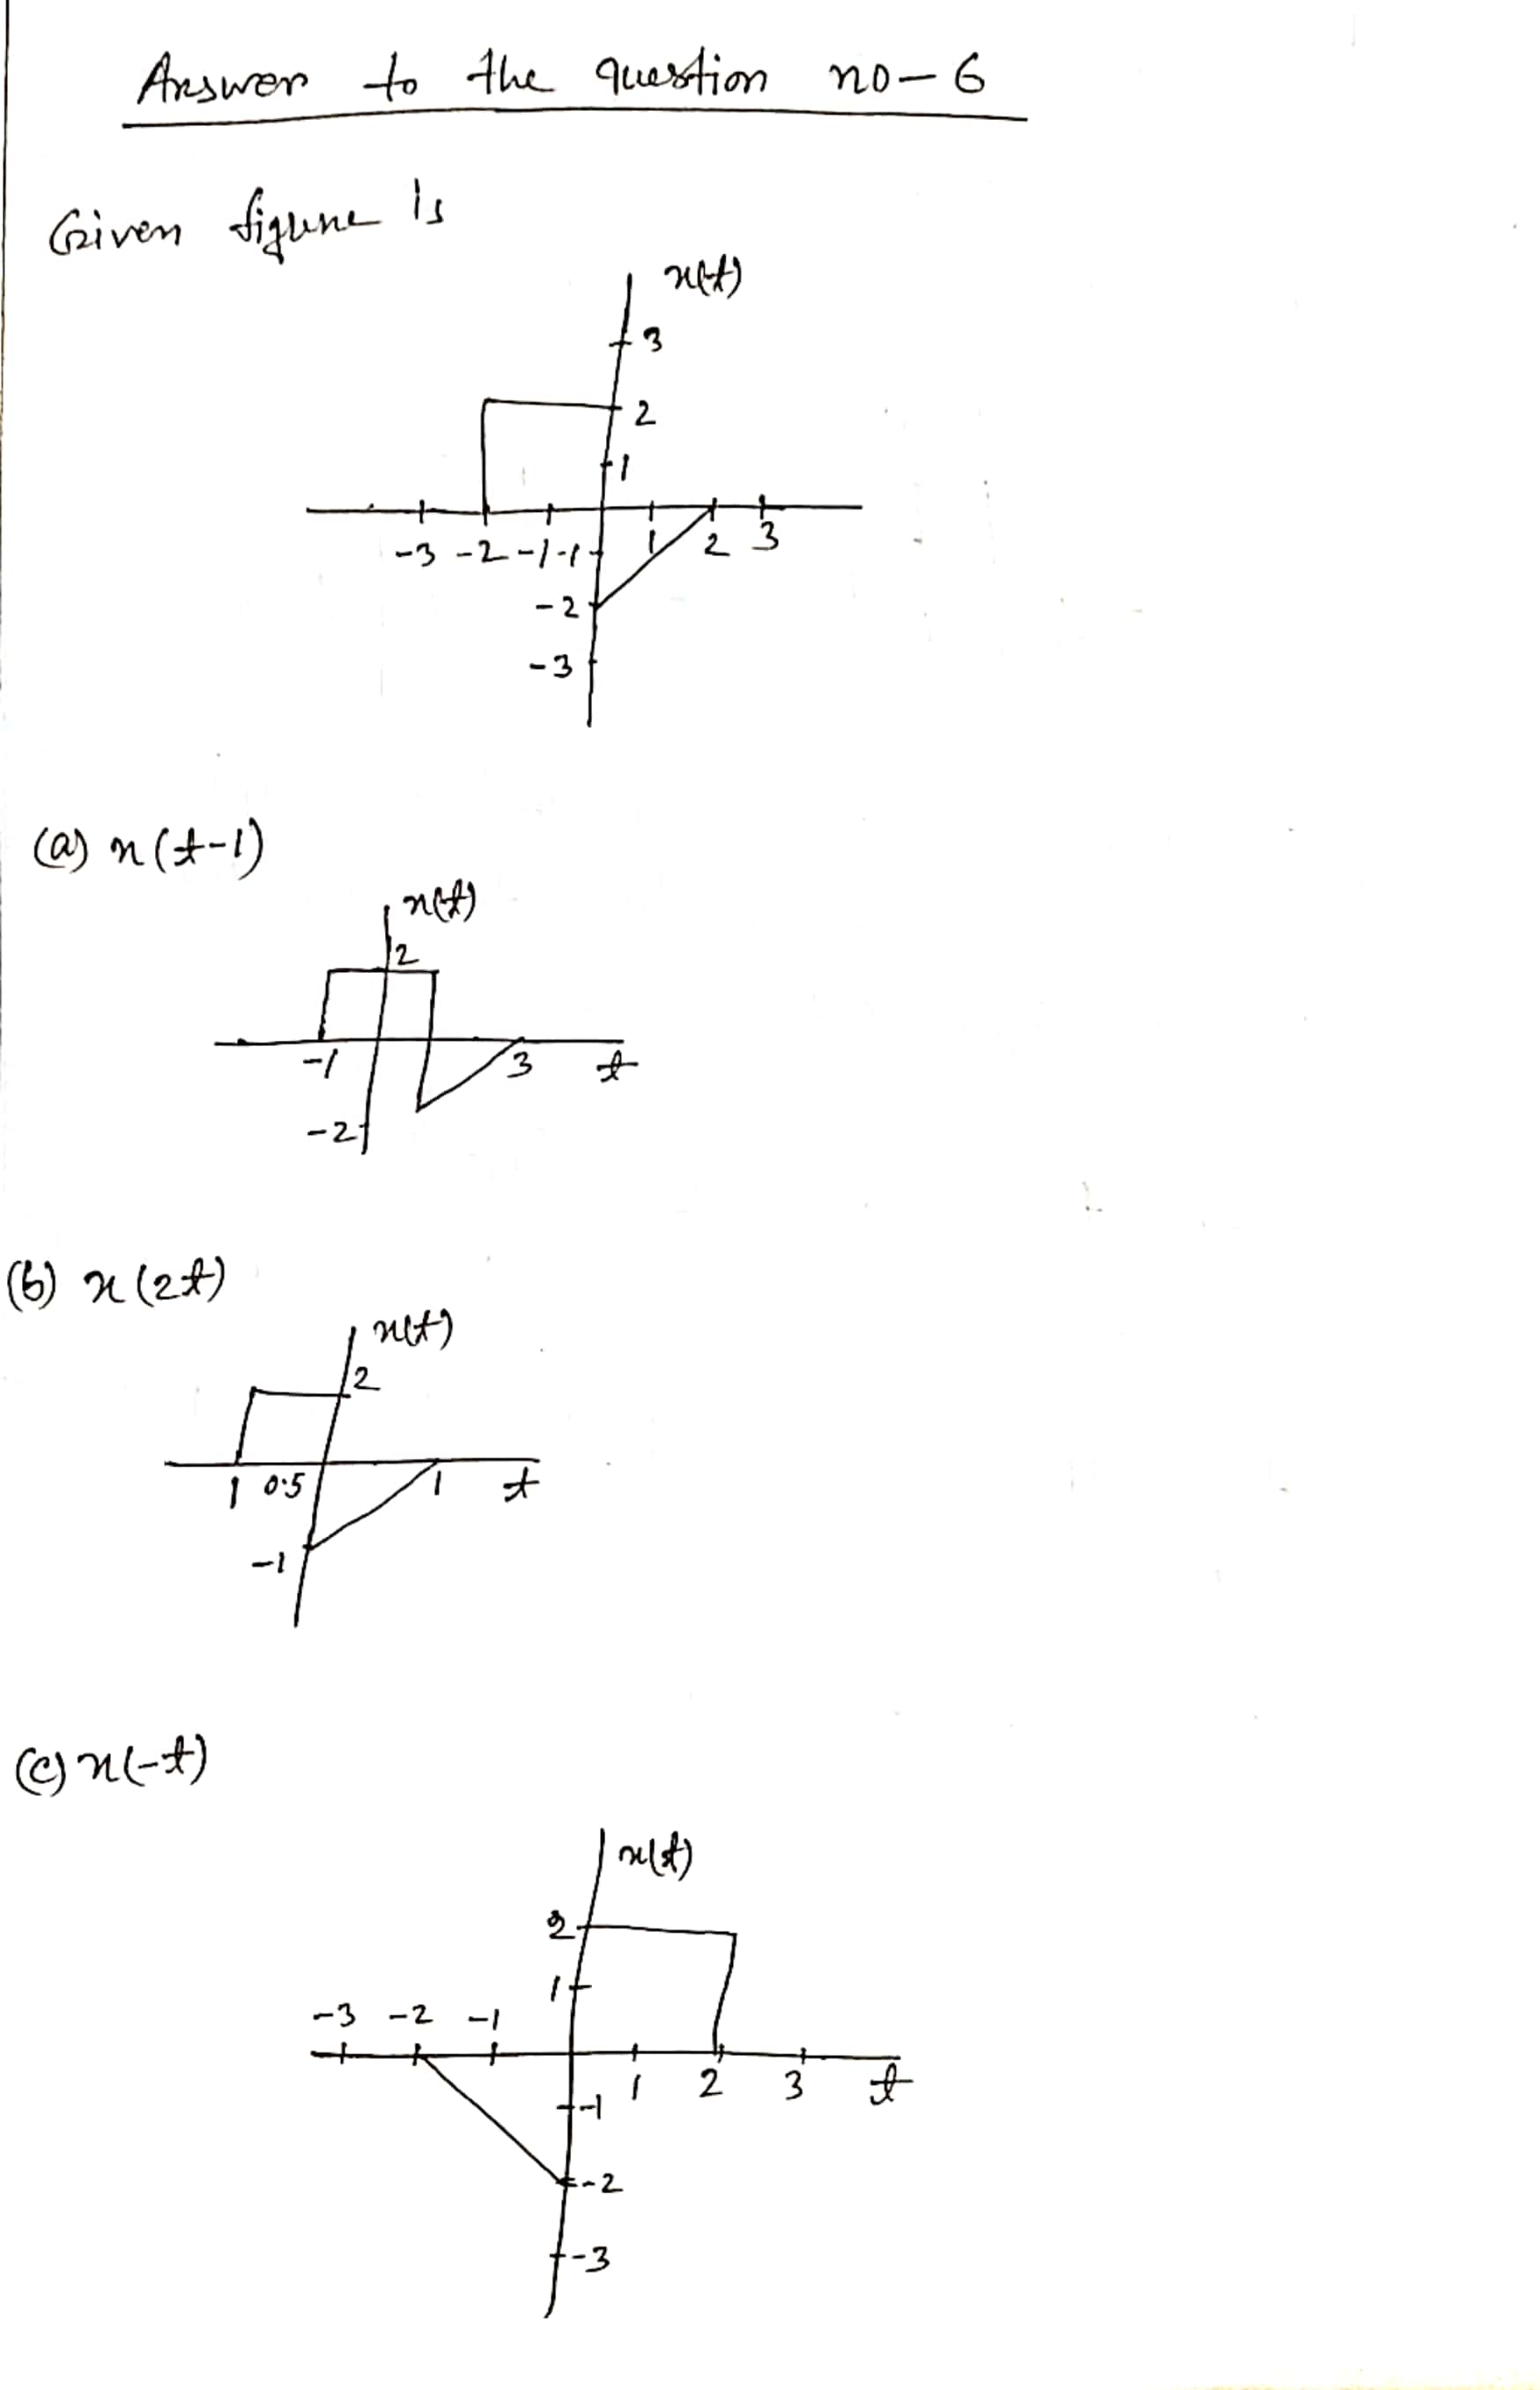 Answer to the question no-6
Given figure is
x(t)
3
2
1
-3 -2 -1 -1 1 2 3
-2
-3
(a) x(t-1)
x(t)
2
-1 3 t
-2
(b) x(2t)
x(t)
2
1 0.5 1 t
-1
(c) x(-t)
x(t)
2
1
-3 -2 -1
1 2 3 t
-1
-2
-3